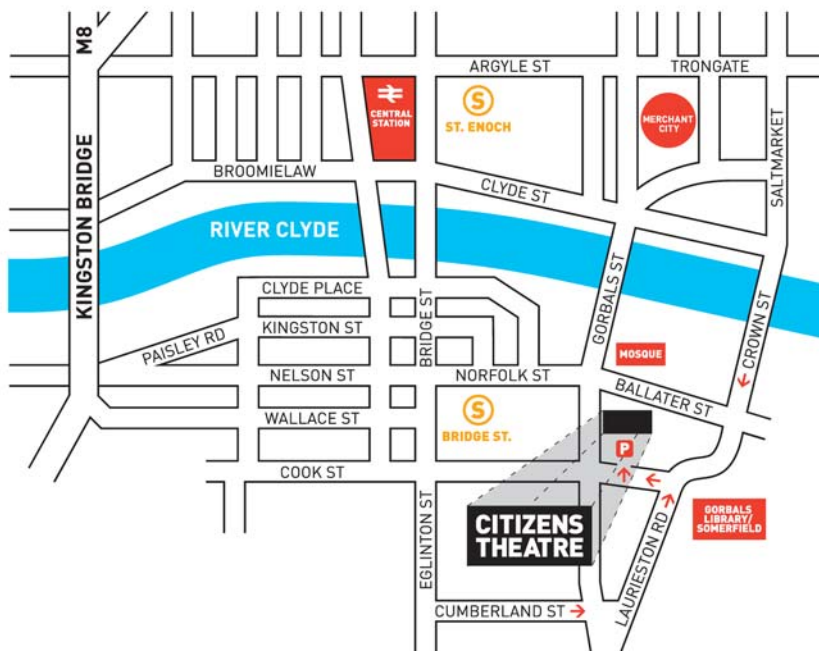 M8
ARGYLE ST
TRONGATE
CENTRAL
STATION
S
ST. ENOCH
MERCHANT
CITY
SALTMARKET
BROOMIELAW
CLYDE ST
KINGSTON BRIDGE
RIVER CLYDE
CLYDE PLACE
GORBALS ST
CROWN ST
KINGSTON ST
BRIDGE ST
PAISLEY RD
MOSQUE
NELSON ST
NORFOLK ST
BALLATER ST
WALLACE ST
S
BRIDGE ST.
P
COOK ST
CITIZENS
THEATRE
GORBALS
LIBRARY/
SOMERFIELD
EGLINTON ST
LAURIESTON RD
CUMBERLAND ST